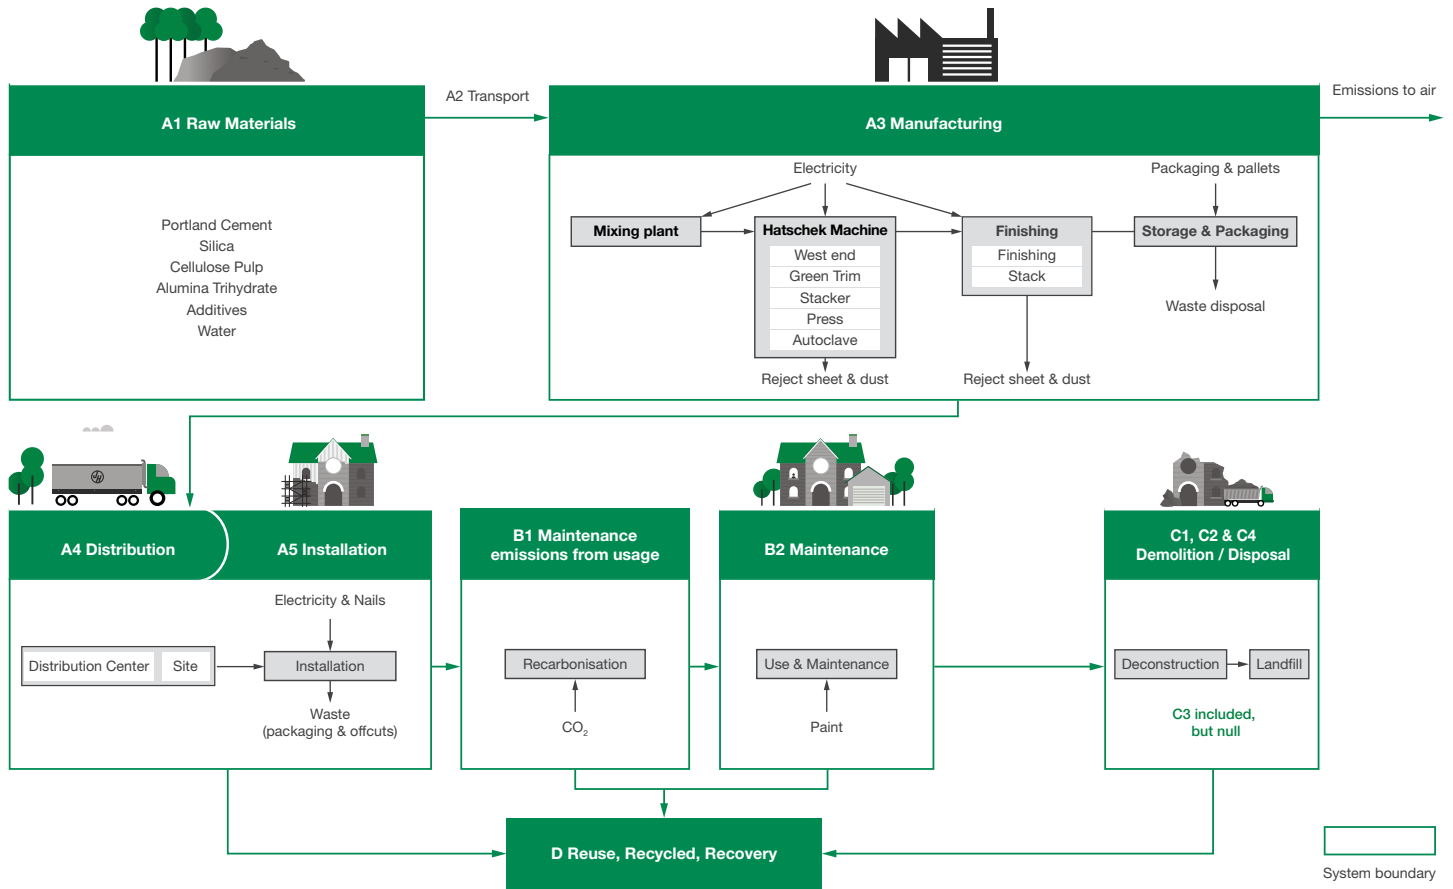 A1 Raw Materials
A2 Transport
A3 Manufacturing
Emissions to air
Portland Cement
Silica
Cellulose Pulp
Alumina Trihydrate
Additives
Water
Electricity
Packaging & pallets
Mixing plant
Hatschek Machine
West end
Green Trim
Stacker
Press
Autoclave
Reject sheet & dust
Finishing
Finishing
Stack
Reject sheet & dust
Storage & Packaging
Waste disposal
A4 Distribution
A5 Installation
Distribution Center
Site
Electricity & Nails
Installation
Waste
(packaging & offcuts)
B1 Maintenance
emissions from usage
Recarbonisation
CO₂
B2 Maintenance
Use & Maintenance
Paint
C1, C2 & C4
Demolition / Disposal
Deconstruction
Landfill
C3 included,
but null
D Reuse, Recycled, Recovery
System boundary